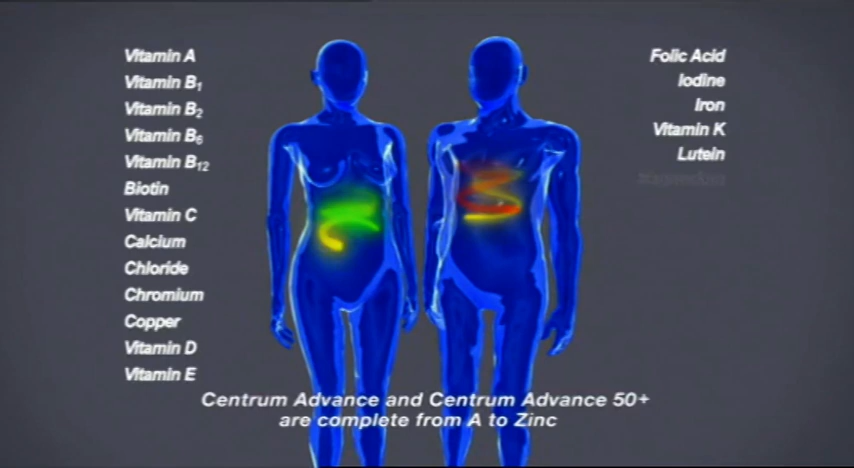 Vitamin A
Vitamin B₁
Vitamin B₂
Vitamin B₆
Vitamin B₁₂
Biotin
Vitamin C
Calcium
Chloride
Chromium
Copper
Vitamin D
Vitamin E
Folic Acid
Iodine
Iron
Vitamin K
Lutein
Centrum Advance and Centrum Advance 50+
are complete from A to Zinc